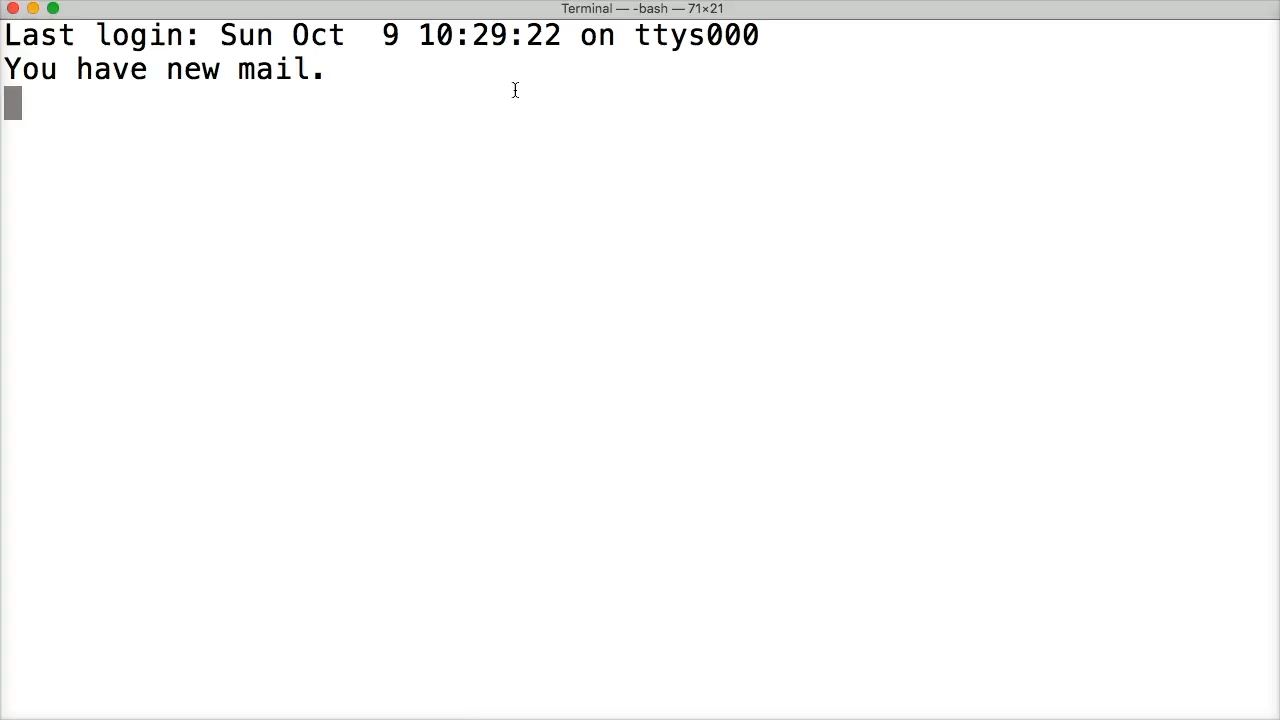 Terminal — -bash — 71×21
Last login: Sun Oct  9 10:29:22 on ttys000
You have new mail.